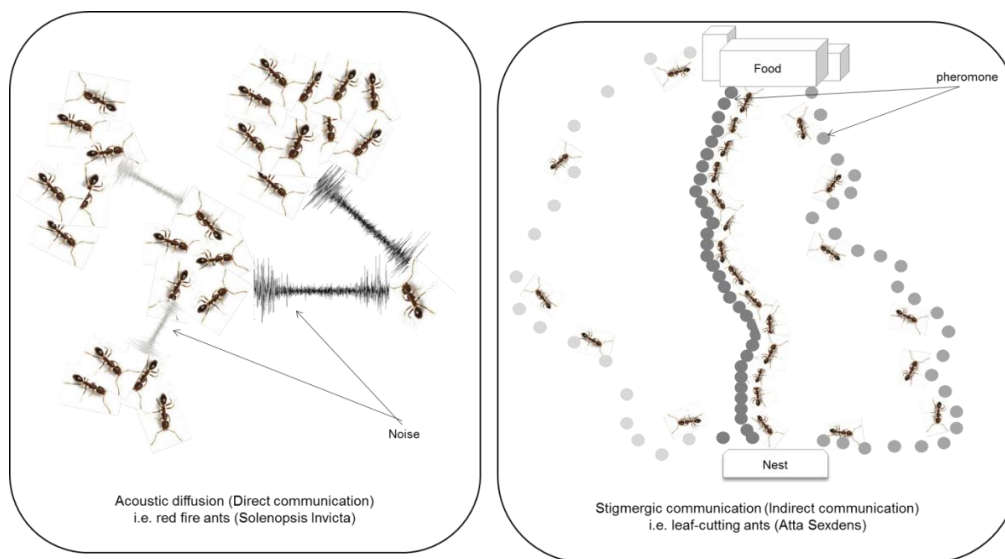 Noise
Acoustic diffusion (Direct communication)
i.e. red fire ants (Solenopsis Invicta)
Food
pheromone
Nest
Stigmergic communication (Indirect communication)
i.e. leaf-cutting ants (Atta Sexdens)